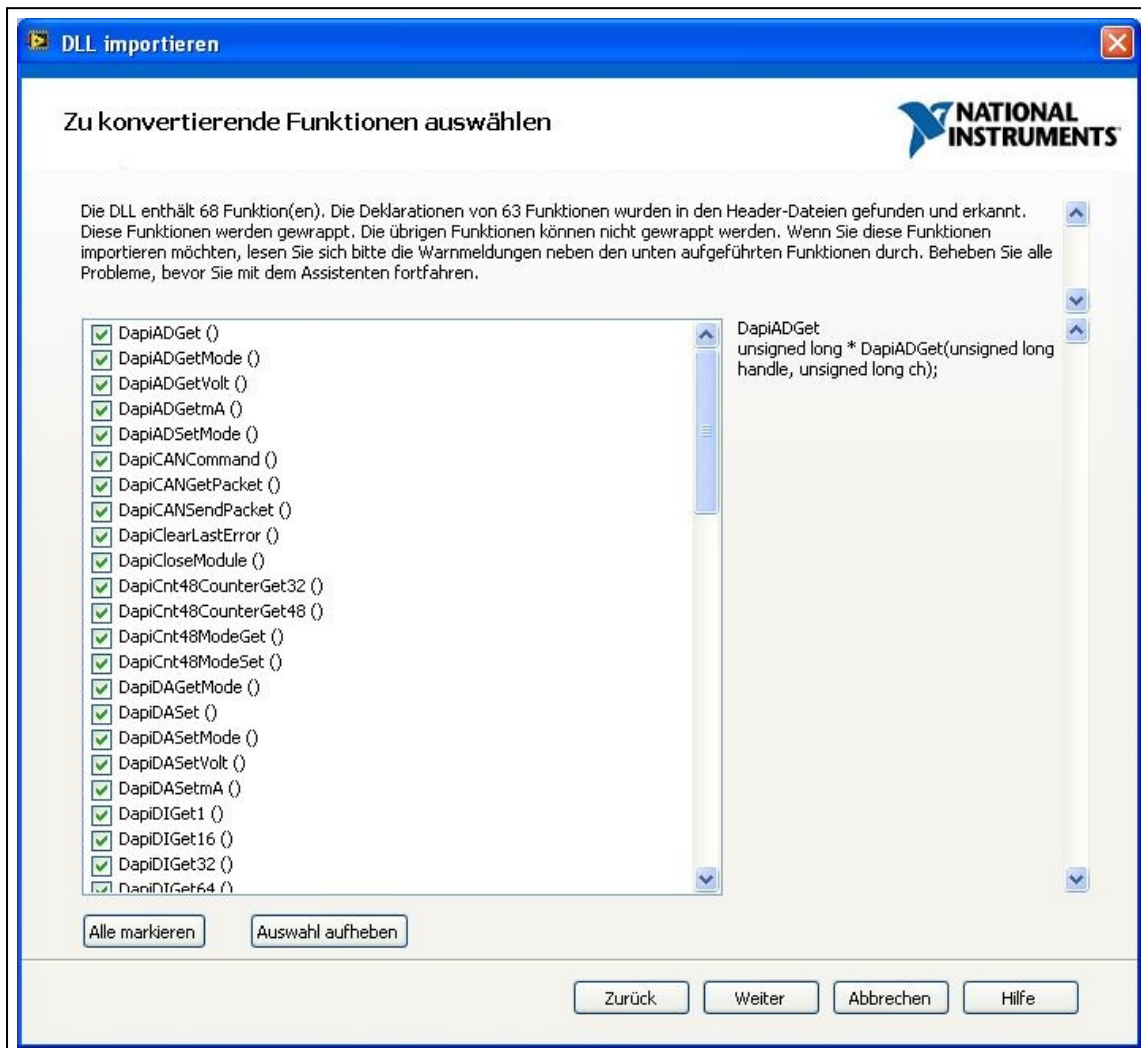 DLL importieren
Zu konvertierende Funktionen auswählen
NATIONAL
INSTRUMENTS
Die DLL enthält 68 Funktion(en). Die Deklarationen von 63 Funktionen wurden in den Header-Dateien gefunden und erkannt.
Diese Funktionen werden gewrappt. Die übrigen Funktionen können nicht gewrappt werden. Wenn Sie diese Funktionen
importieren möchten, lesen Sie sich bitte die Warnmeldungen neben den unten aufgeführten Funktionen durch. Beheben Sie alle
Probleme, bevor Sie mit dem Assistenten fortfahren.
DapiADGet ()
DapiADGetMode ()
DapiADGetVolt ()
DapiADGetmA ()
DapiADSetMode ()
DapiCANCommand ()
DapiCANGetPacket ()
DapiCANSendPacket ()
DapiClearLastError ()
DapiCloseModule ()
DapiCnt48CounterGet32 ()
DapiCnt48CounterGet48 ()
DapiCnt48ModeGet ()
DapiCnt48ModeSet ()
DapiDAGetMode ()
DapiDASet ()
DapiDASetMode ()
DapiDASetVolt ()
DapiDASetmA ()
DapiDIGet1 ()
DapiDIGet16 ()
DapiDIGet32 ()
DapiDIGet64 ()
DapiADGet
unsigned long * DapiADGet(unsigned long
handle, unsigned long ch);
Alle markieren
Auswahl aufheben
Zurück
Weiter
Abbrechen
Hilfe